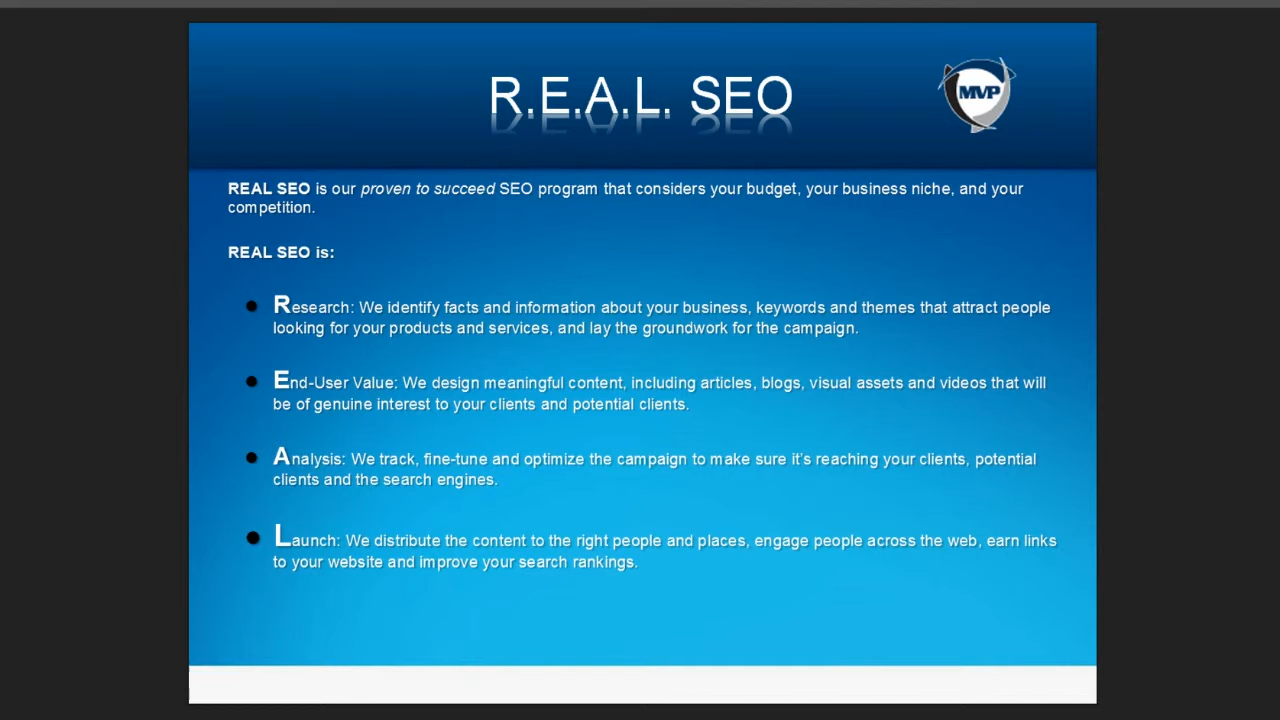 R.E.A.L. SEO
MVP
REAL SEO is our proven to succeed SEO program that considers your budget, your business niche, and your
competition.
REAL SEO is:
Research: We identify facts and information about your business, keywords and themes that attract people
looking for your products and services, and lay the groundwork for the campaign.
End-User Value: We design meaningful content, including articles, blogs, visual assets and videos that will
be of genuine interest to your clients and potential clients.
Analysis: We track, fine-tune and optimize the campaign to make sure it’s reaching your clients, potential
clients and the search engines.
Launch: We distribute the content to the right people and places, engage people across the web, earn links
to your website and improve your search rankings.